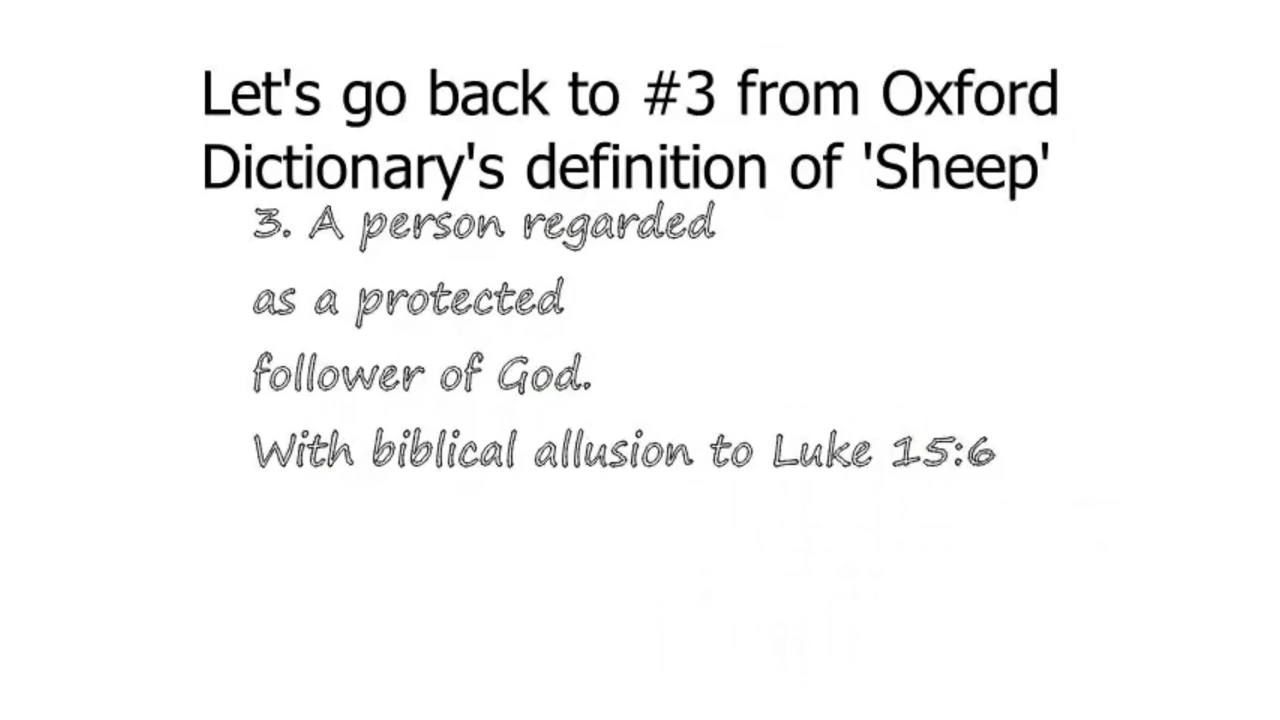 Let's go back to #3 from Oxford
Dictionary's definition of 'Sheep'
3. A person regarded
as a protected
follower of God.
With biblical allusion to Luke 15:6